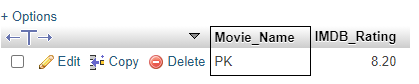 + Options
Movie_Name IMDB_Rating
Edit Copy Delete PK 8.20